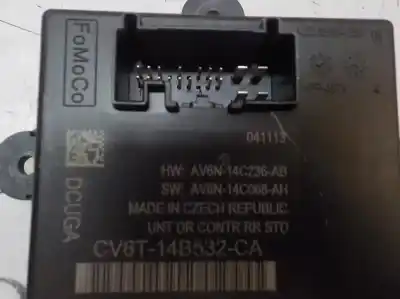 FoMoCo
041113
HW: AV6N-14C236-AB
SW: AV6N-14C068-AH
MADE IN CZECH REPUBLIC
UNT DR CONTR RR STD
DCUGA
CV6T-14B532-CA